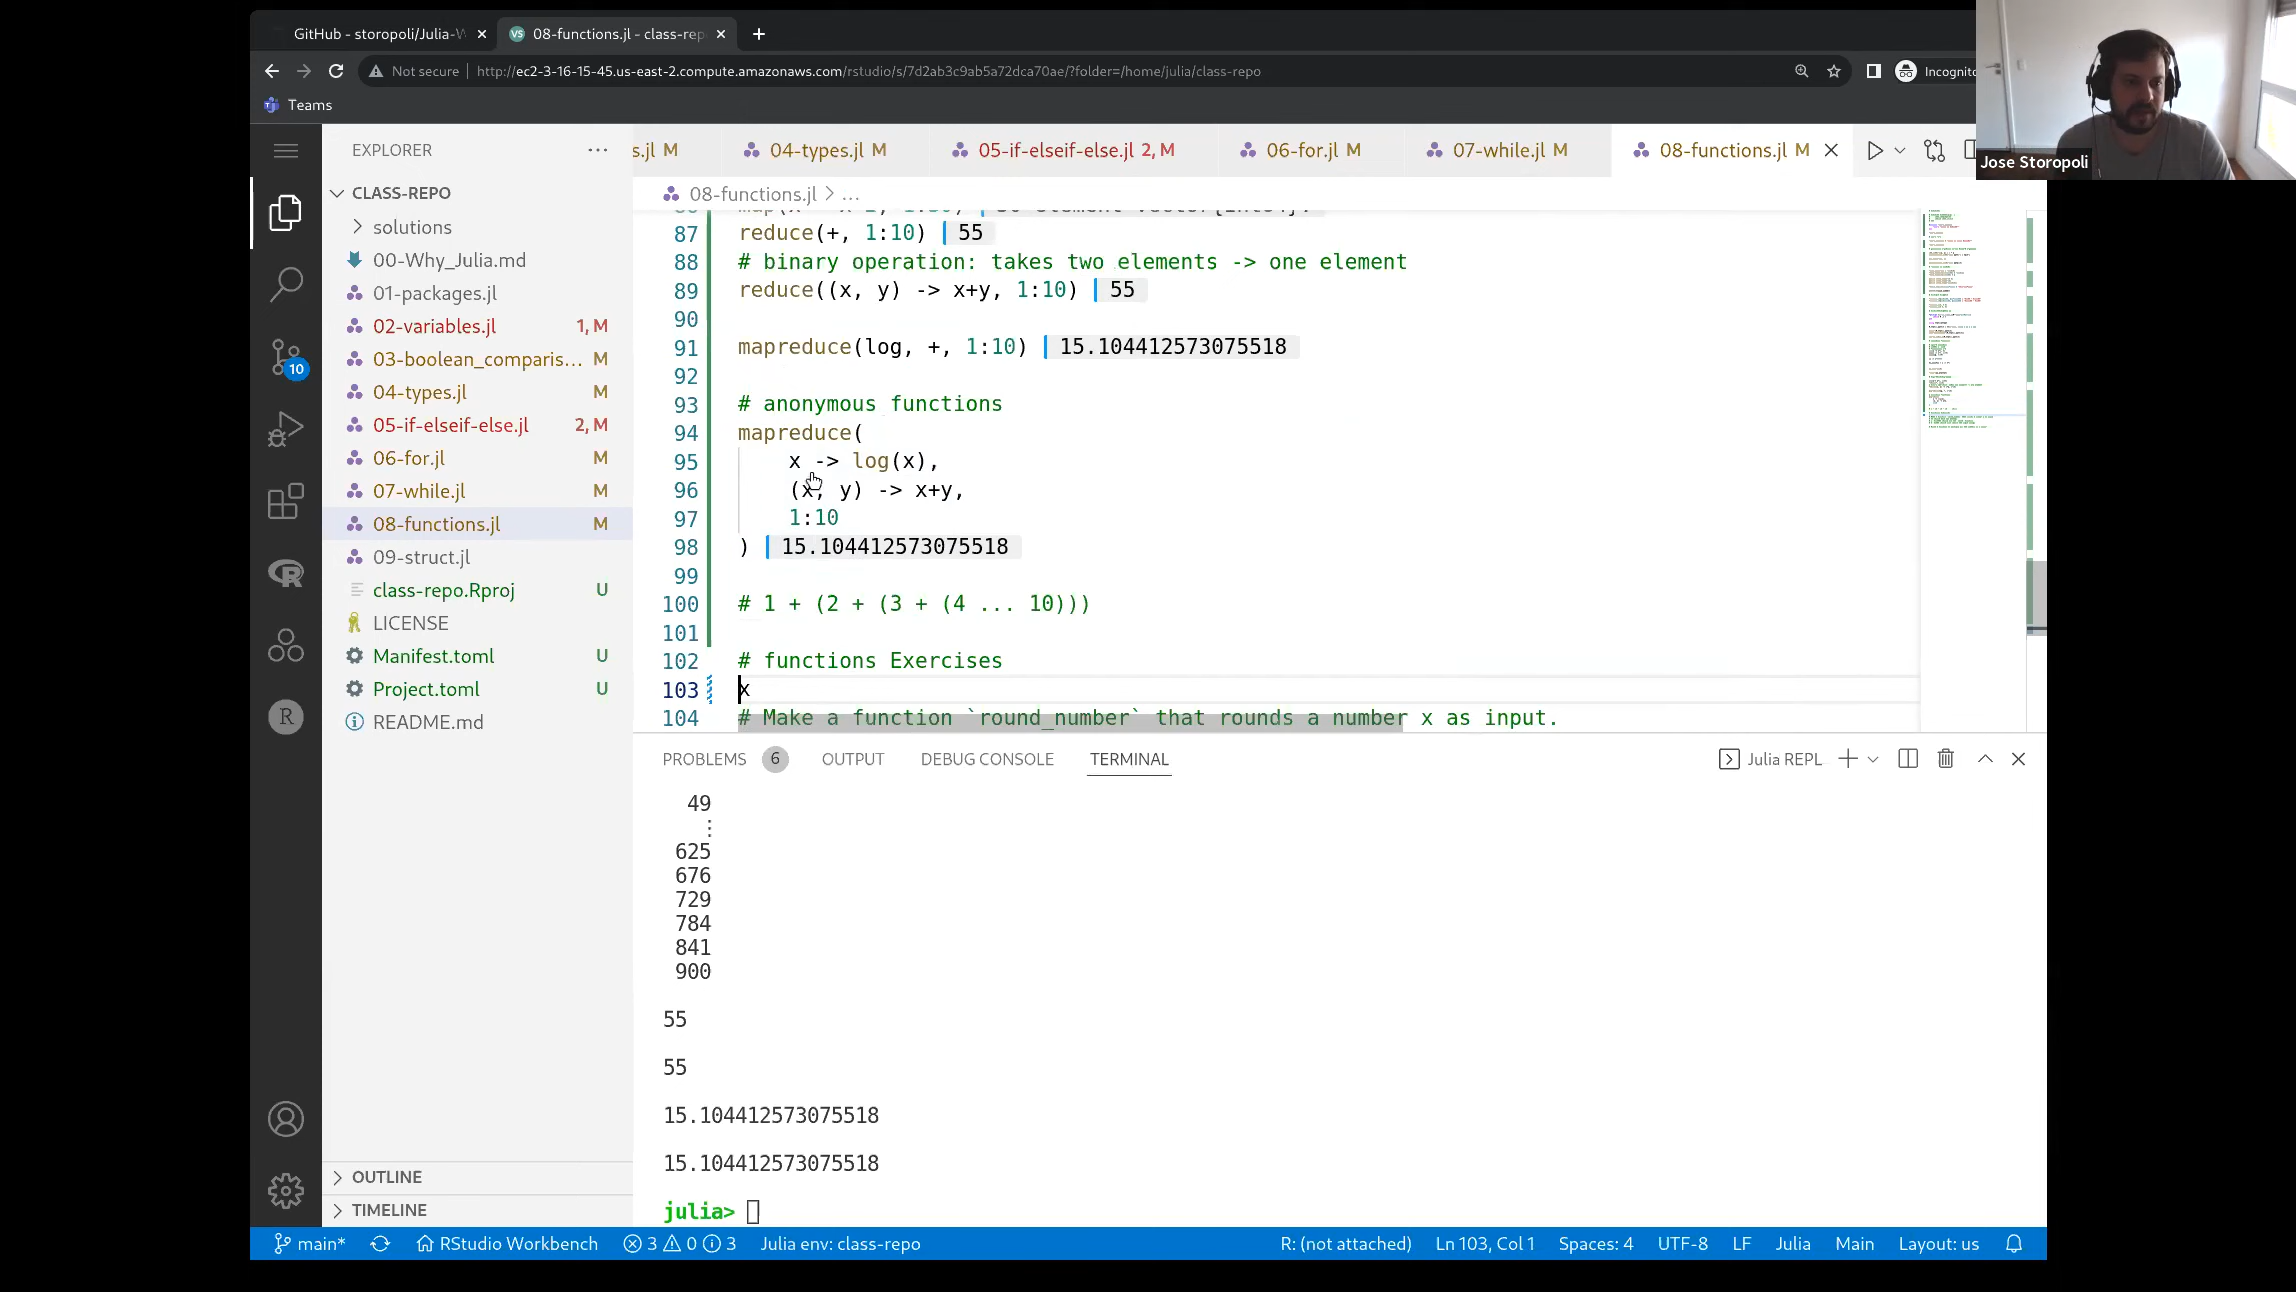 GitHub - storopoli/Julia-W
08-functions.jl - class-rep
Not secure
http://ec2-3-16-15-45.us-east-2.compute.amazonaws.com/rstudio/s/7d2ab3c9ab5a72dca70ae/?folder=/home/julia/class-repo
Incognito
Teams
Jose Storopoli
EXPLORER
CLASS-REPO
solutions
00-Why_Julia.md
01-packages.jl
02-variables.jl 1, M
03-boolean_comparis... M
04-types.jl M
05-if-elseif-else.jl 2, M
06-for.jl M
07-while.jl M
08-functions.jl M
09-struct.jl
class-repo.Rproj U
LICENSE
Manifest.toml U
Project.toml U
README.md
OUTLINE
TIMELINE
10
s.jl M
04-types.jl M
05-if-elseif-else.jl 2, M
06-for.jl M
07-while.jl M
08-functions.jl M
08-functions.jl > ...
87 reduce(+, 1:10) 55
88 # binary operation: takes two elements -> one element
89 reduce((x, y) -> x+y, 1:10) 55
90
91 mapreduce(log, +, 1:10) 15.104412573075518
92
93 # anonymous functions
94 mapreduce(
95 x -> log(x),
96 (x, y) -> x+y,
97 1:10
98 ) 15.104412573075518
99
100 # 1 + (2 + (3 + (4 ... 10)))
101
102 # functions Exercises
103 x
104 # Make a function `round_number` that rounds a number x as input.
PROBLEMS 6 OUTPUT DEBUG CONSOLE TERMINAL
Julia REPL
49
⋮
625
676
729
784
841
900
55
55
15.104412573075518
15.104412573075518
julia>
main* RStudio Workbench 3 0 3 Julia env: class-repo
R: (not attached) Ln 103, Col 1 Spaces: 4 UTF-8 LF Julia Main Layout: us